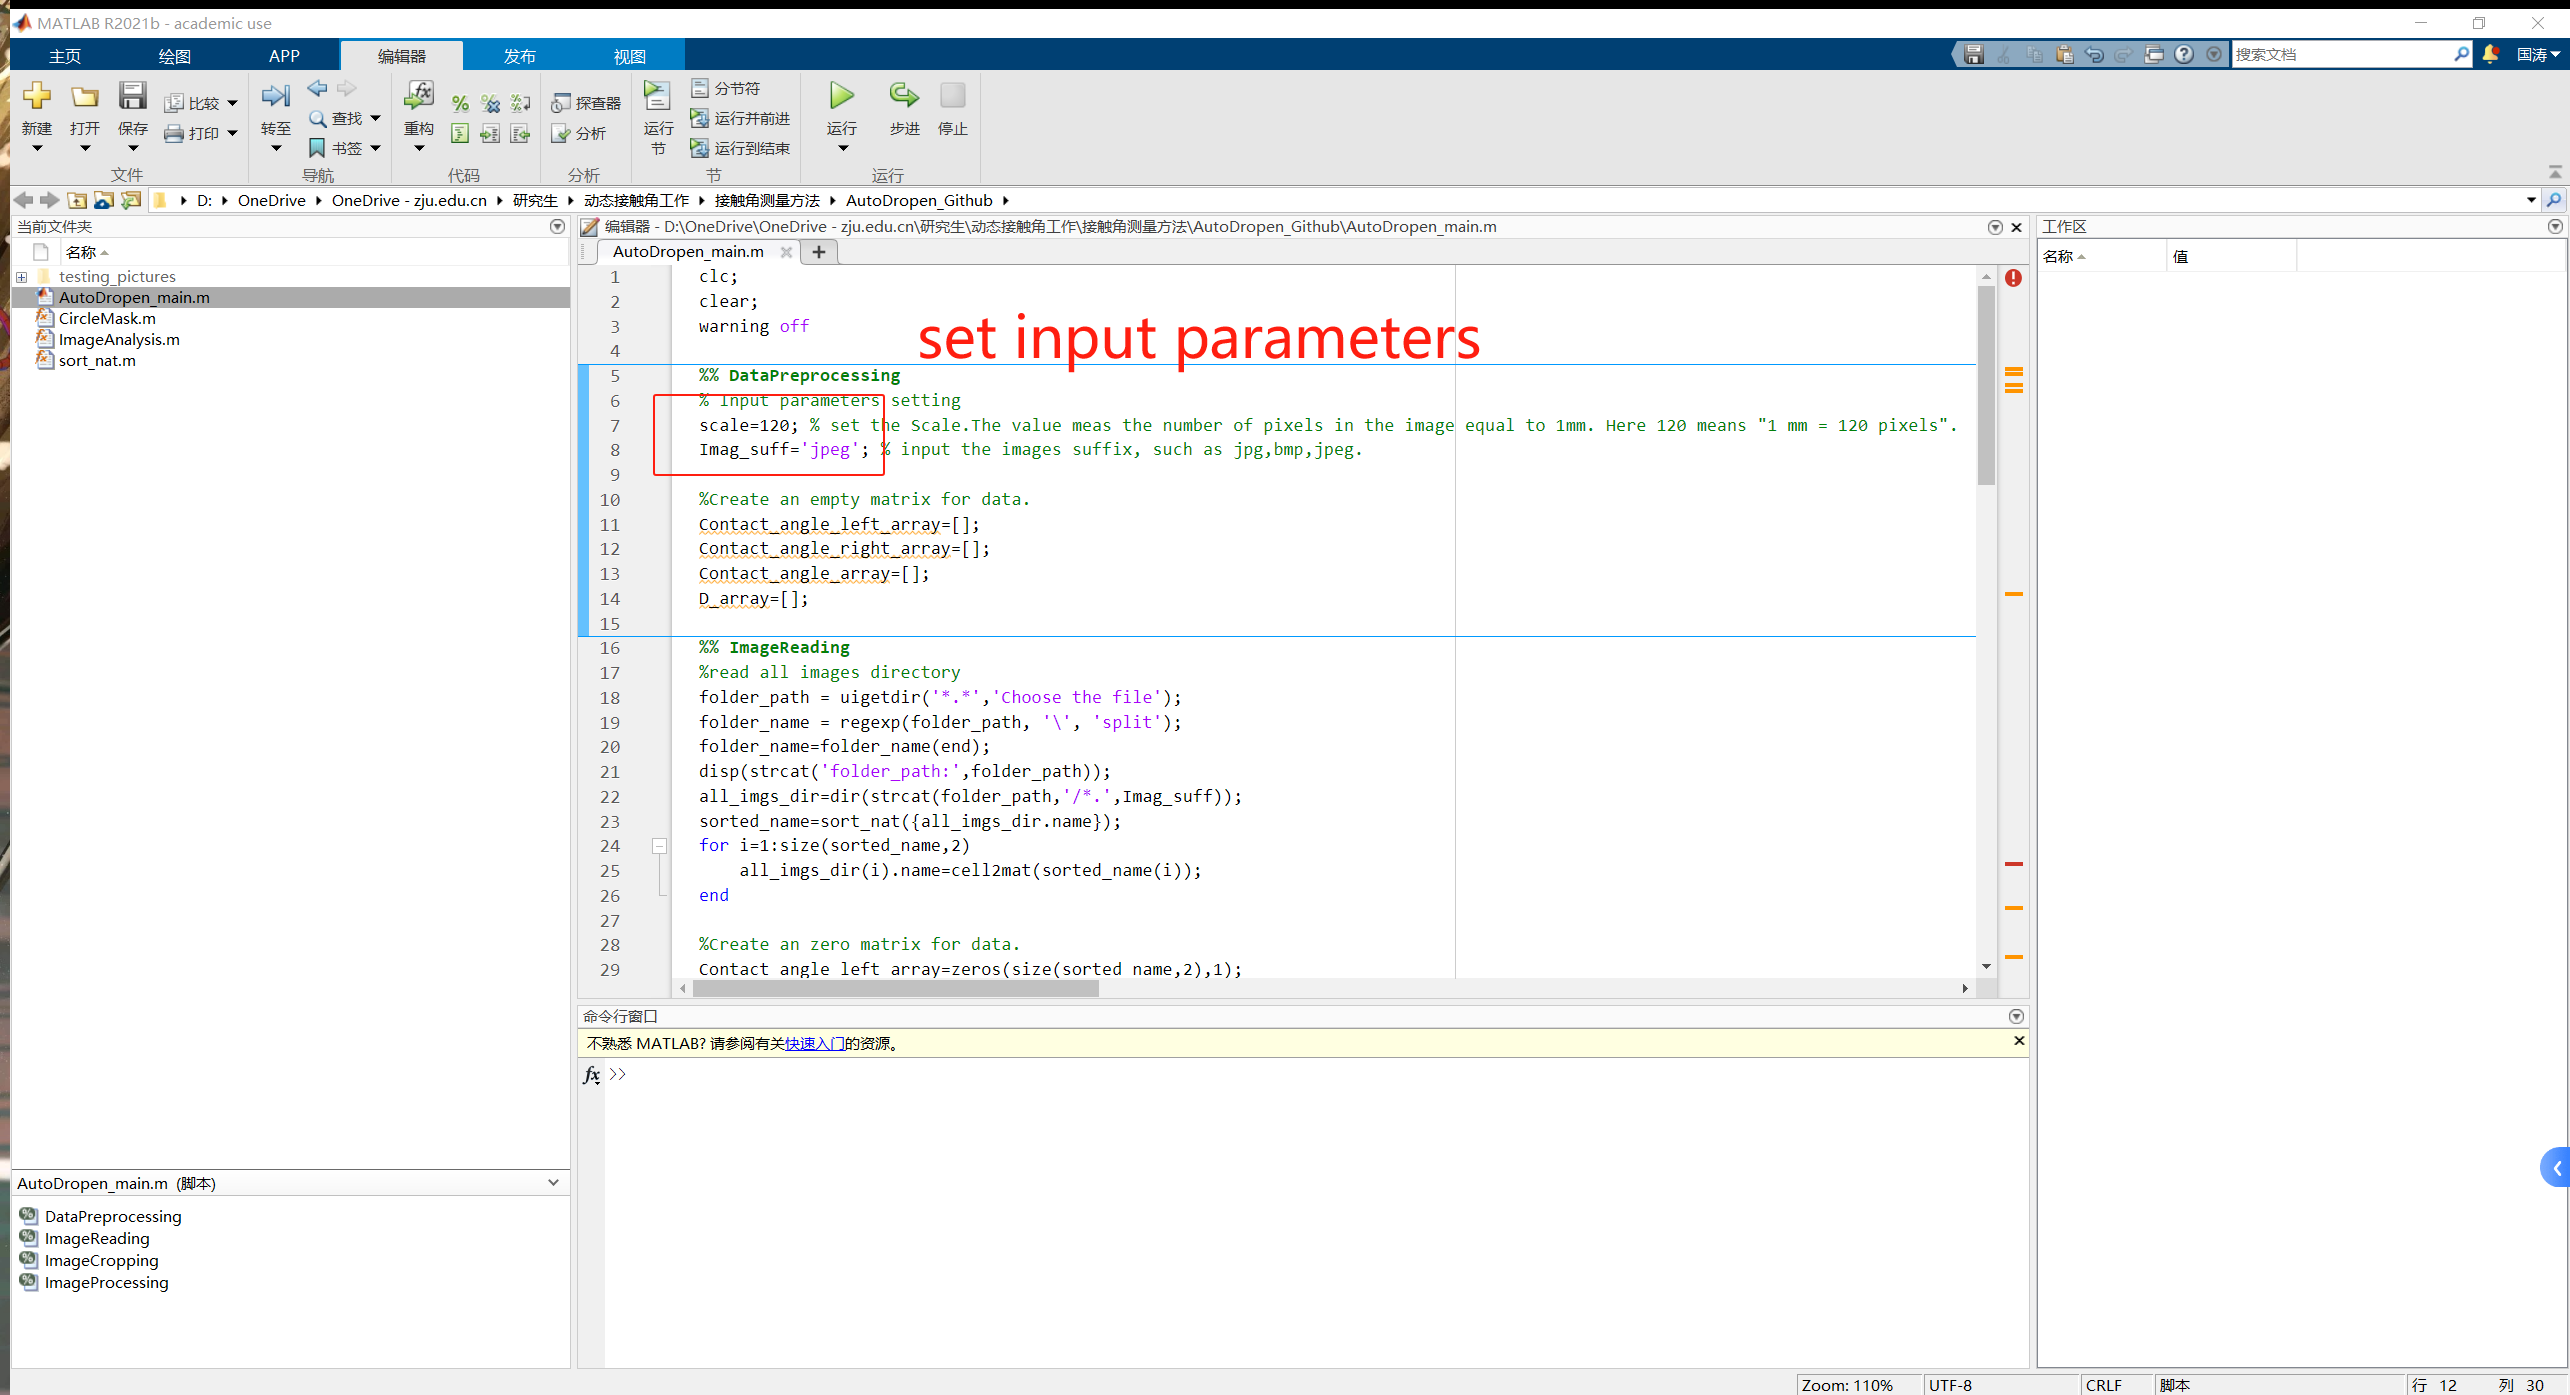 MATLAB R2021b - academic use
主页 绘图 APP 编辑器 发布 视图
搜索文档 国涛
新建 打开 保存 比较 打印
文件
转至 查找 书签
导航
重构
代码
探查器 分析
分析
运行节 分节符 运行并前进 运行到结束
节
运行 步进 停止
运行
D: OneDrive OneDrive - zju.edu.cn 研究生 动态接触角工作 接触角测量方法 AutoDropen_Github
当前文件夹
名称
testing_pictures
AutoDropen_main.m
CircleMask.m
ImageAnalysis.m
sort_nat.m
AutoDropen_main.m (脚本)
DataPreprocessing
ImageReading
ImageCropping
ImageProcessing
编辑器 - D:\OneDrive\OneDrive - zju.edu.cn\研究生\动态接触角工作\接触角测量方法\AutoDropen_Github\AutoDropen_main.m
AutoDropen_main.m
set input parameters
1 clc;
2 clear;
3 warning off
4
5 %% DataPreprocessing
6 % Input parameters setting
7 scale=120; % set the Scale.The value meas the number of pixels in the image equal to 1mm. Here 120 means "1 mm = 120 pixels".
8 Imag_suff='jpeg'; % input the images suffix, such as jpg,bmp,jpeg.
9
10 %Create an empty matrix for data.
11 Contact_angle_left_array=[];
12 Contact_angle_right_array=[];
13 Contact_angle_array=[];
14 D_array=[];
15
16 %% ImageReading
17 %read all images directory
18 folder_path = uigetdir('*.*','Choose the file');
19 folder_name = regexp(folder_path, '\', 'split');
20 folder_name=folder_name(end);
21 disp(strcat('folder_path:',folder_path));
22 all_imgs_dir=dir(strcat(folder_path,'/*.',Imag_suff));
23 sorted_name=sort_nat({all_imgs_dir.name});
24 for i=1:size(sorted_name,2)
25 all_imgs_dir(i).name=cell2mat(sorted_name(i));
26 end
27
28 %Create an zero matrix for data.
29 Contact_angle_left_array=zeros(size(sorted_name,2),1);
命令行窗口
不熟悉 MATLAB? 请参阅有关快速入门的资源。
fx >>
工作区
名称 值
Zoom: 110% UTF-8 CRLF 脚本 行 12 列 30